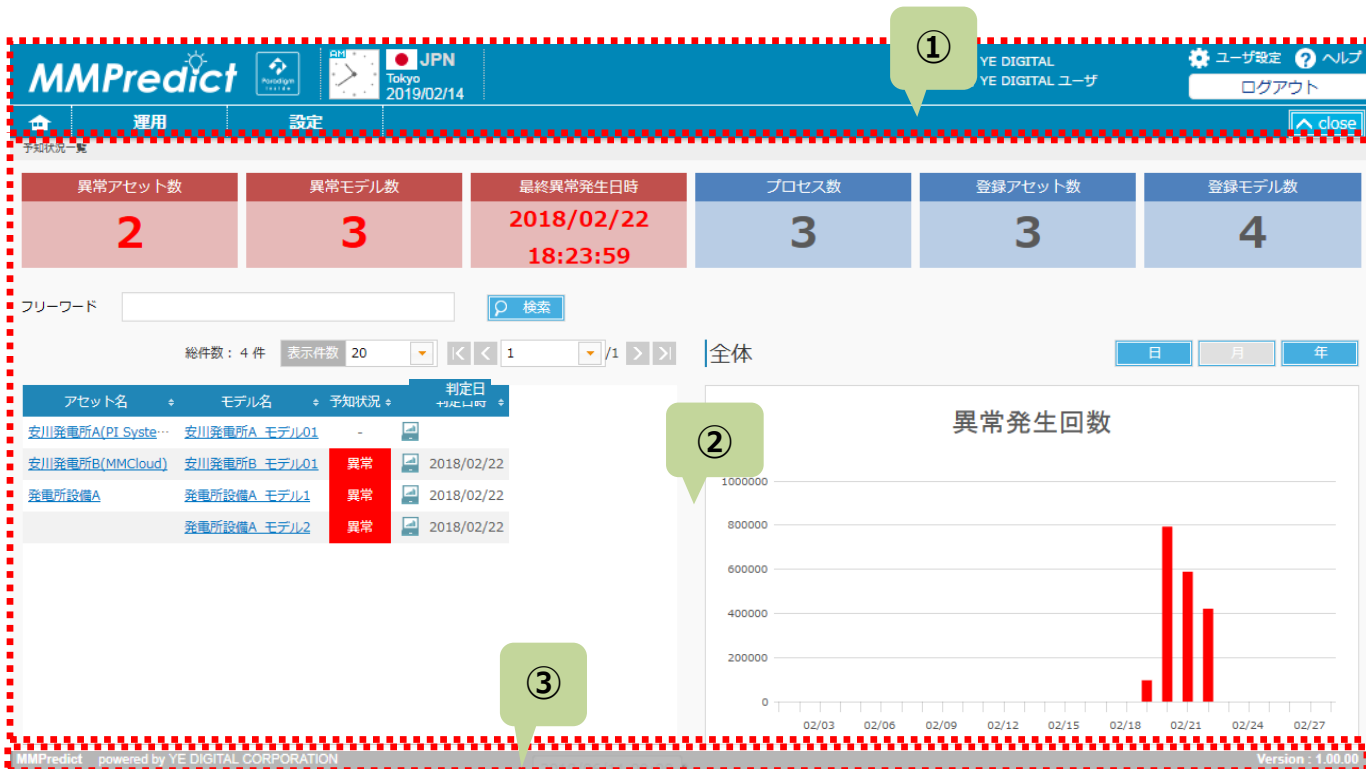 ①
MMPredict
Paradigm
inside
AM
JPN
Tokyo
2019/02/14
YE DIGITAL
YE DIGITAL ユーザ
ユーザ設定
? ヘルプ
ログアウト
運用
設定
close
予知状況一覧
異常アセット数
異常モデル数
最終異常発生日時
プロセス数
登録アセット数
登録モデル数
2
3
2018/02/22
18:23:59
3
3
4
フリーワード
検索
総件数： 4 件
表示件数
20
1
/1
全体
日
月
年
アセット名
モデル名
予知状況
判定日
判定日時
安川発電所A(PI Syste…
安川発電所A_モデル01
-
安川発電所B(MMCloud)
安川発電所B_モデル01
異常
2018/02/22
発電所設備A
発電所設備A_モデル1
異常
2018/02/22
発電所設備A_モデル2
異常
2018/02/22
②
異常発生回数
1000000
800000
600000
400000
200000
0
02/03
02/06
02/09
02/12
02/15
02/18
02/21
02/24
02/27
③
MMPredict powered by YE DIGITAL CORPORATION
Version : 1.00.00